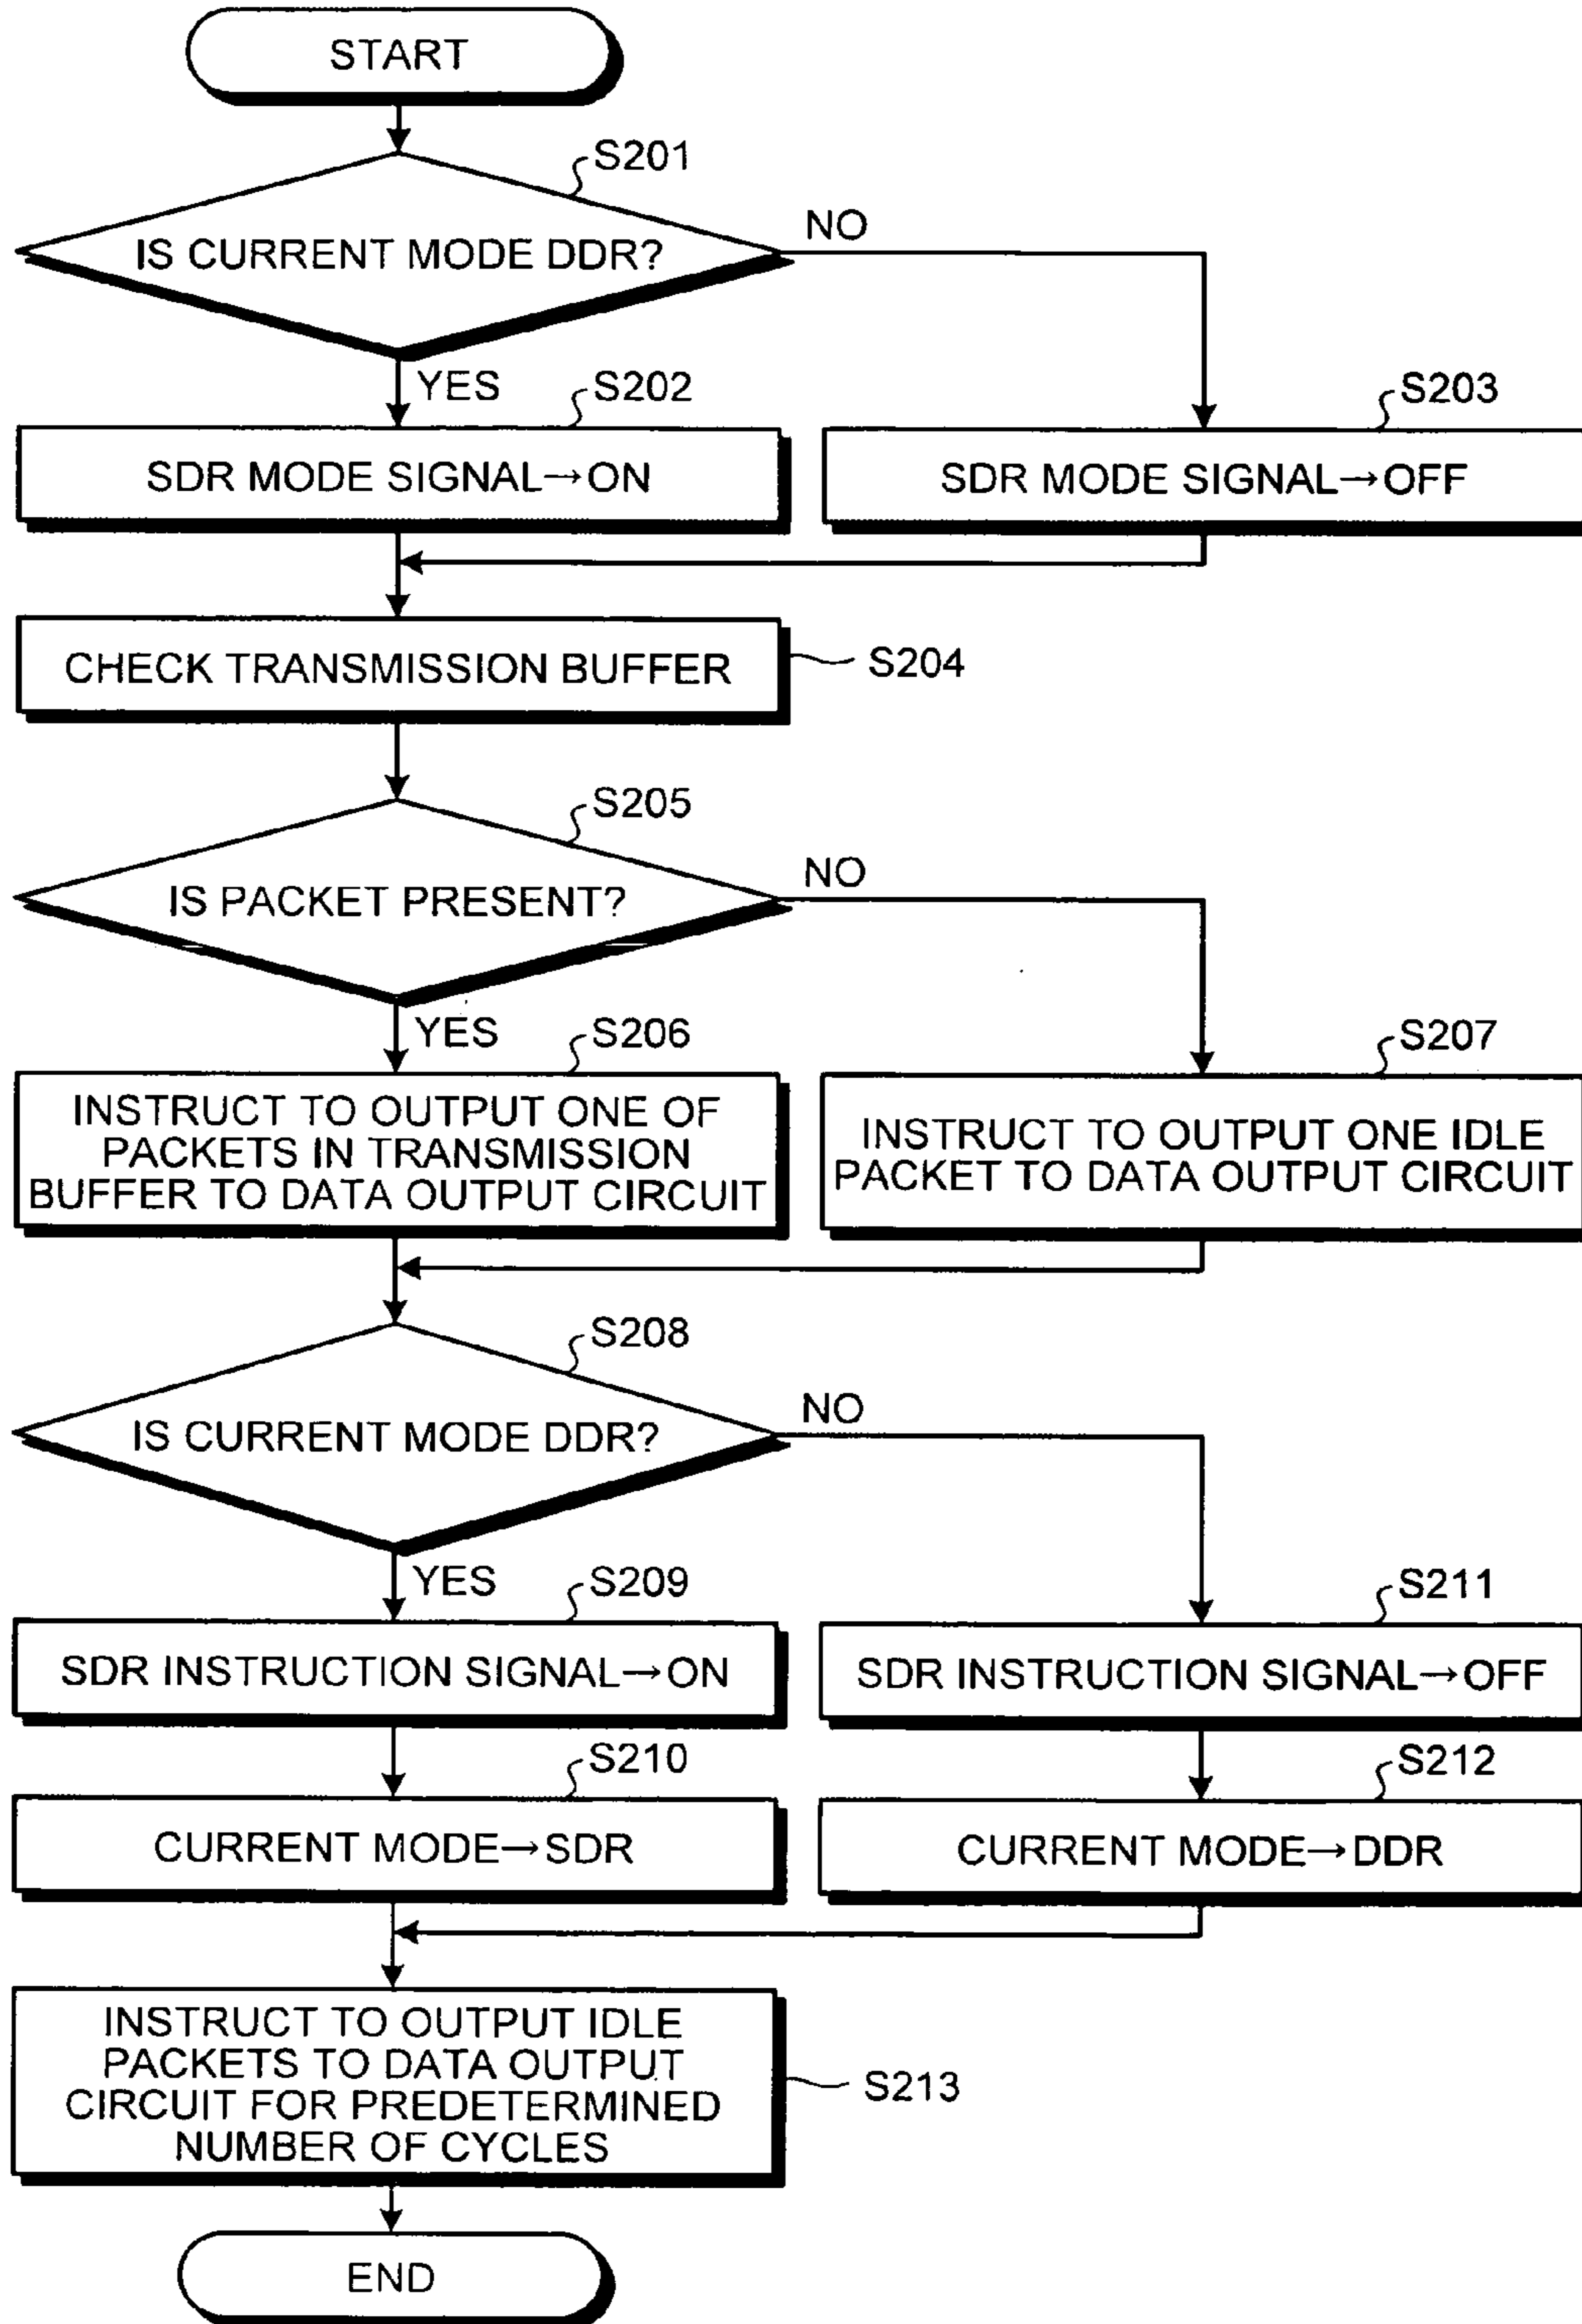 START
S201
IS CURRENT MODE DDR?
NO
YES
S202
S203
SDR MODE SIGNAL→ON
SDR MODE SIGNAL→OFF
CHECK TRANSMISSION BUFFER
S204
S205
IS PACKET PRESENT?
NO
YES
S206
S207
INSTRUCT TO OUTPUT ONE OF
PACKETS IN TRANSMISSION
BUFFER TO DATA OUTPUT CIRCUIT
INSTRUCT TO OUTPUT ONE IDLE
PACKET TO DATA OUTPUT CIRCUIT
S208
IS CURRENT MODE DDR?
NO
YES
S209
S211
SDR INSTRUCTION SIGNAL→ON
SDR INSTRUCTION SIGNAL→OFF
S210
S212
CURRENT MODE→SDR
CURRENT MODE→DDR
INSTRUCT TO OUTPUT IDLE
PACKETS TO DATA OUTPUT
CIRCUIT FOR PREDETERMINED
NUMBER OF CYCLES
S213
END